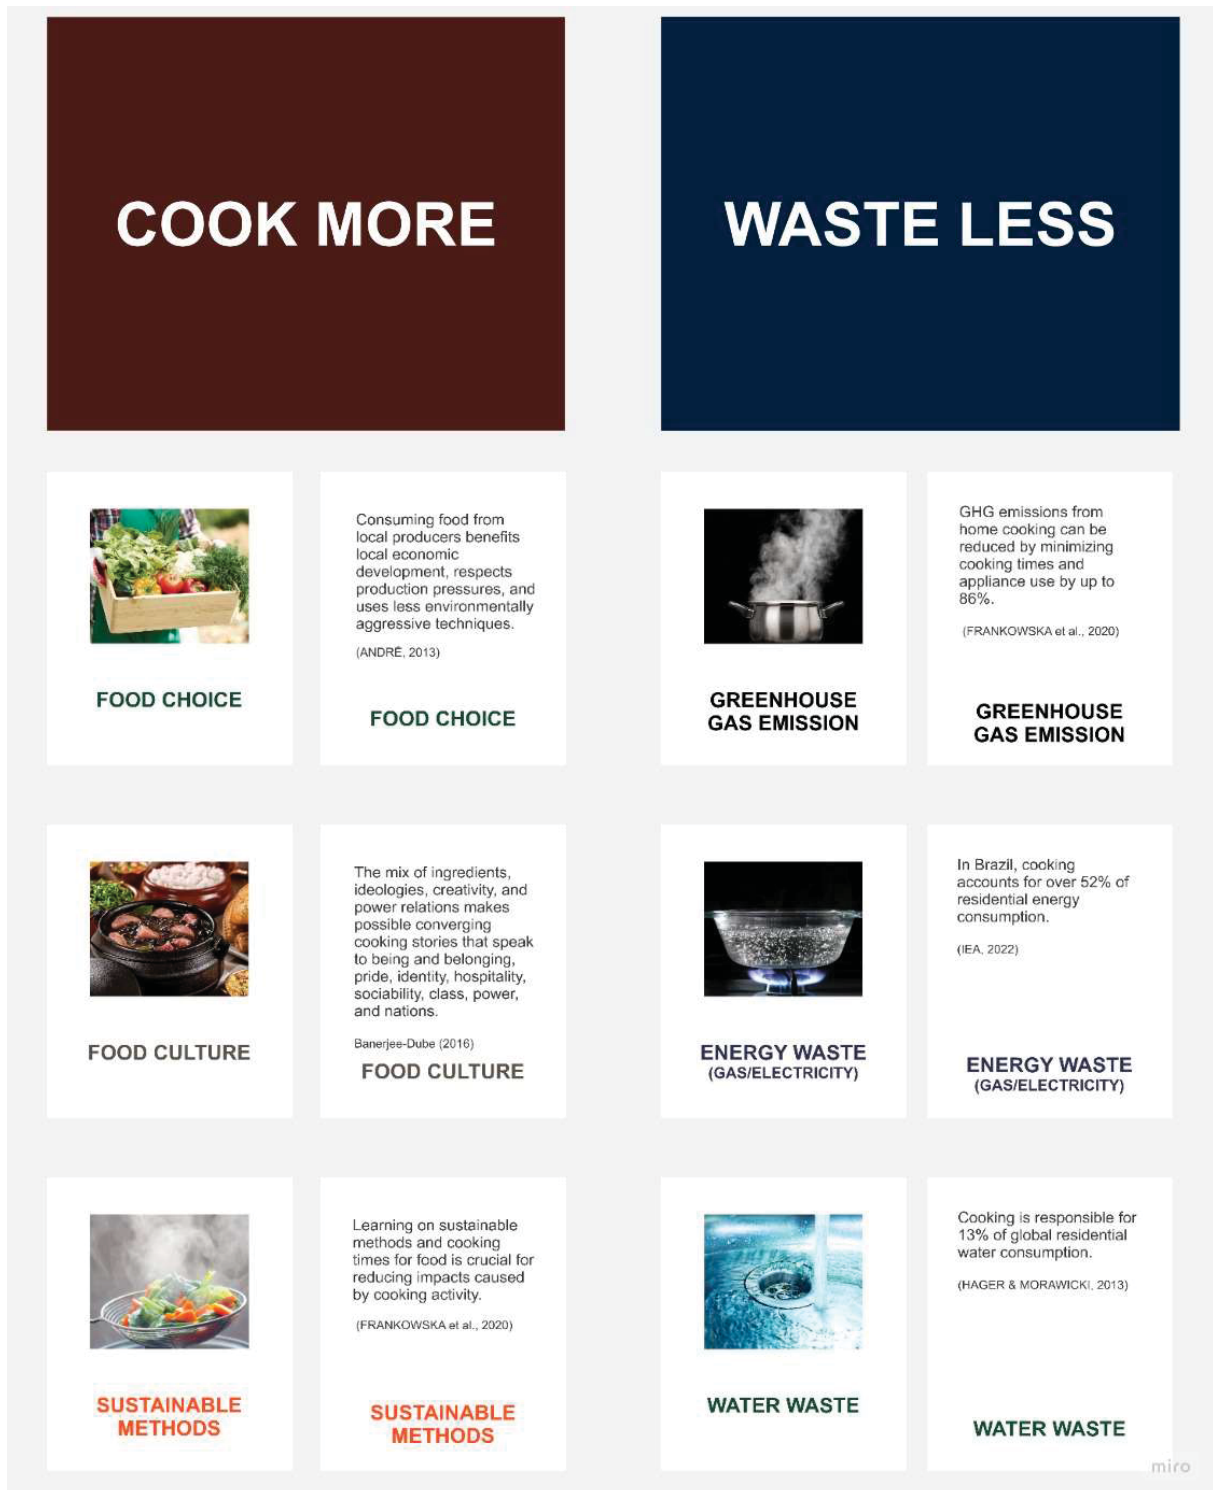 COOK MORE
WASTE LESS
FOOD CHOICE
Consuming food from
local producers benefits
local economic
development, respects
production pressures, and
uses less environmentally
aggressive techniques.
(ANDRÉ, 2013)
FOOD CHOICE
GREENHOUSE
GAS EMISSION
GHG emissions from
home cooking can be
reduced by minimizing
cooking times and
appliance use by up to
86%.
(FRANKOWSKA et al., 2020)
GREENHOUSE
GAS EMISSION
FOOD CULTURE
The mix of ingredients,
ideologies, creativity, and
power relations makes
possible converging
cooking stories that speak
to being and belonging,
pride, identity, hospitality,
sociability, class, power,
and nations.
Banerjee-Dube (2016)
FOOD CULTURE
ENERGY WASTE
(GAS/ELECTRICITY)
In Brazil, cooking
accounts for over 52% of
residential energy
consumption.
(IEA, 2022)
ENERGY WASTE
(GAS/ELECTRICITY)
SUSTAINABLE
METHODS
Learning on sustainable
methods and cooking
times for food is crucial for
reducing impacts caused
by cooking activity.
(FRANKOWSKA et al., 2020)
SUSTAINABLE
METHODS
WATER WASTE
Cooking is responsible for
13% of global residential
water consumption.
(HAGER & MORAWICKI, 2013)
WATER WASTE
miro